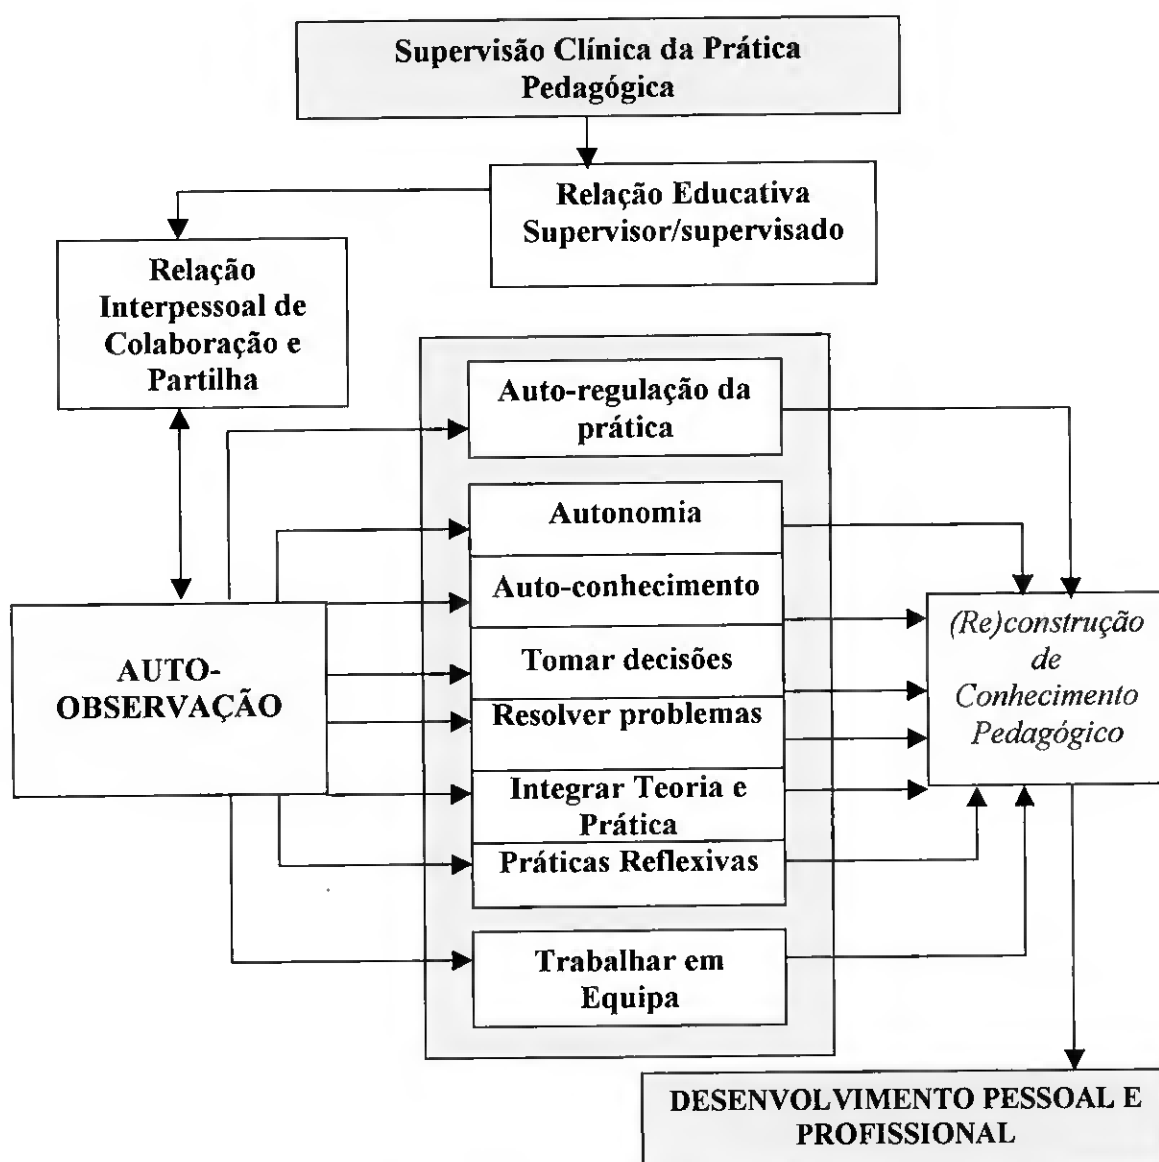 Supervisão Clínica da Prática
Pedagógica
Relação Educativa
Supervisor/supervisado
Relação
Interpessoal de
Colaboração e
Partilha
Auto-regulação da
prática
Autonomia
Auto-conhecimento
Tomar decisões
Resolver problemas
Integrar Teoria e
Prática
Práticas Reflexivas
Trabalhar em
Equipa
AUTO-
OBSERVAÇÃO
(Re)construção
de
Conhecimento
Pedagógico
DESENVOLVIMENTO PESSOAL E
PROFISSIONAL